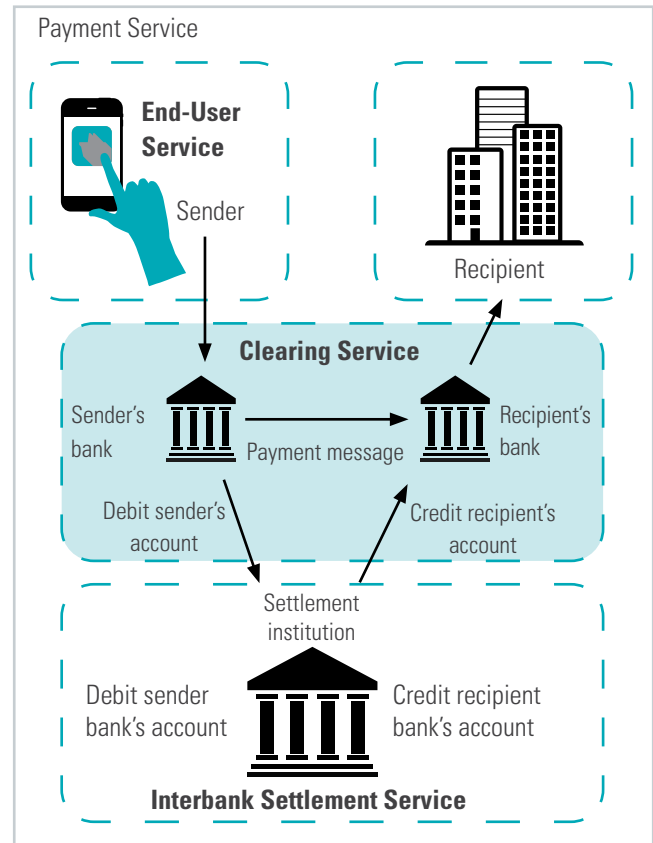 Payment Service
End-User
Service
Sender
Recipient
Clearing Service
Sender's
bank
Payment message
Recipient's
bank
Debit sender's
account
Credit recipient's
account
Settlement
institution
Debit sender
bank's account
Credit recipient
bank's account
Interbank Settlement Service